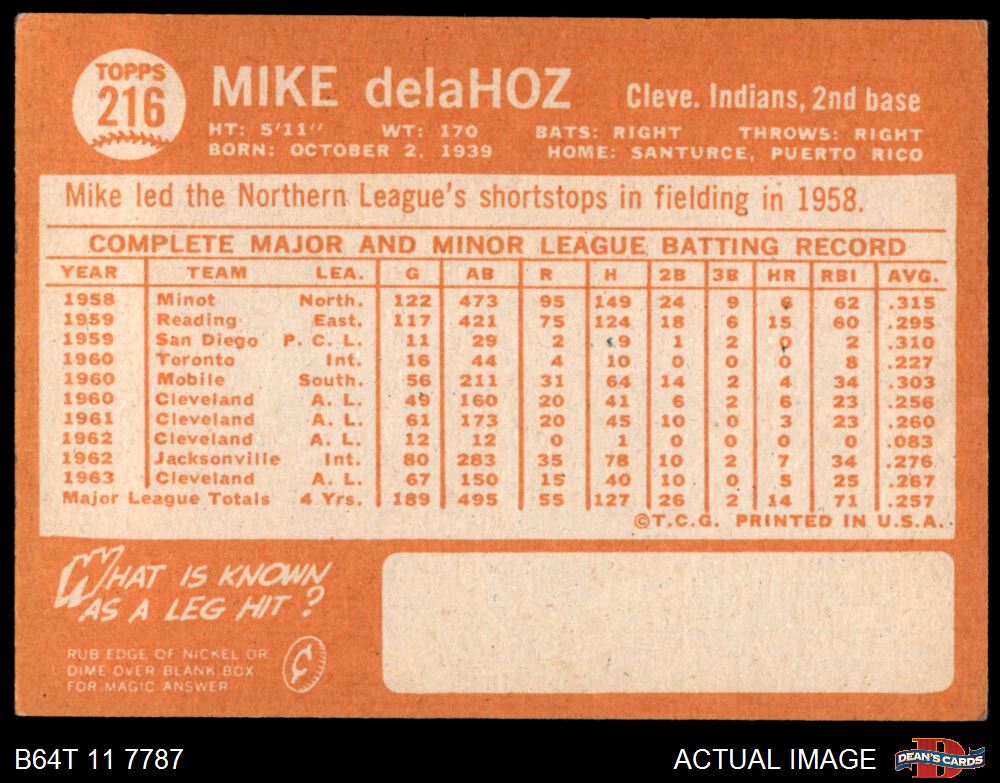 TOPPS
216
MIKE delaHOZ Cleve. Indians, 2nd base
HT: 5'11" WT: 170 BATS: RIGHT THROWS: RIGHT
BORN: OCTOBER 2, 1939 HOME: SANTURCE, PUERTO RICO
Mike led the Northern League's shortstops in fielding in 1958.
COMPLETE MAJOR AND MINOR LEAGUE BATTING RECORD
YEAR TEAM LEA. G AB R H 2B 3B HR RBI AVG.
1958 Minot North. 122 473 95 149 24 9 6 62 .315
1959 Reading East. 117 421 75 124 18 6 15 60 .295
1959 San Diego P. C. L. 11 29 2 9 1 2 0 2 .310
1960 Toronto Int. 16 44 4 10 0 0 0 8 .227
1960 Mobile South. 56 211 31 64 14 2 4 34 .303
1960 Cleveland A. L. 49 160 20 41 6 2 6 23 .256
1961 Cleveland A. L. 61 173 20 45 10 0 3 23 .260
1962 Cleveland A. L. 12 12 0 1 0 0 0 0 .083
1962 Jacksonville Int. 80 283 35 78 10 2 7 34 .276
1963 Cleveland A. L. 67 150 15 40 10 0 5 25 .267
Major League Totals 4 Yrs. 189 495 55 127 26 2 14 71 .257
©T.C.G. PRINTED IN U.S.A.
WHAT IS KNOWN
AS A LEG HIT?
RUB EDGE OF NICKEL OR
DIME OVER BLANK BOX
FOR MAGIC ANSWER
B64T 11 7787 ACTUAL IMAGE DEAN'S CARDS